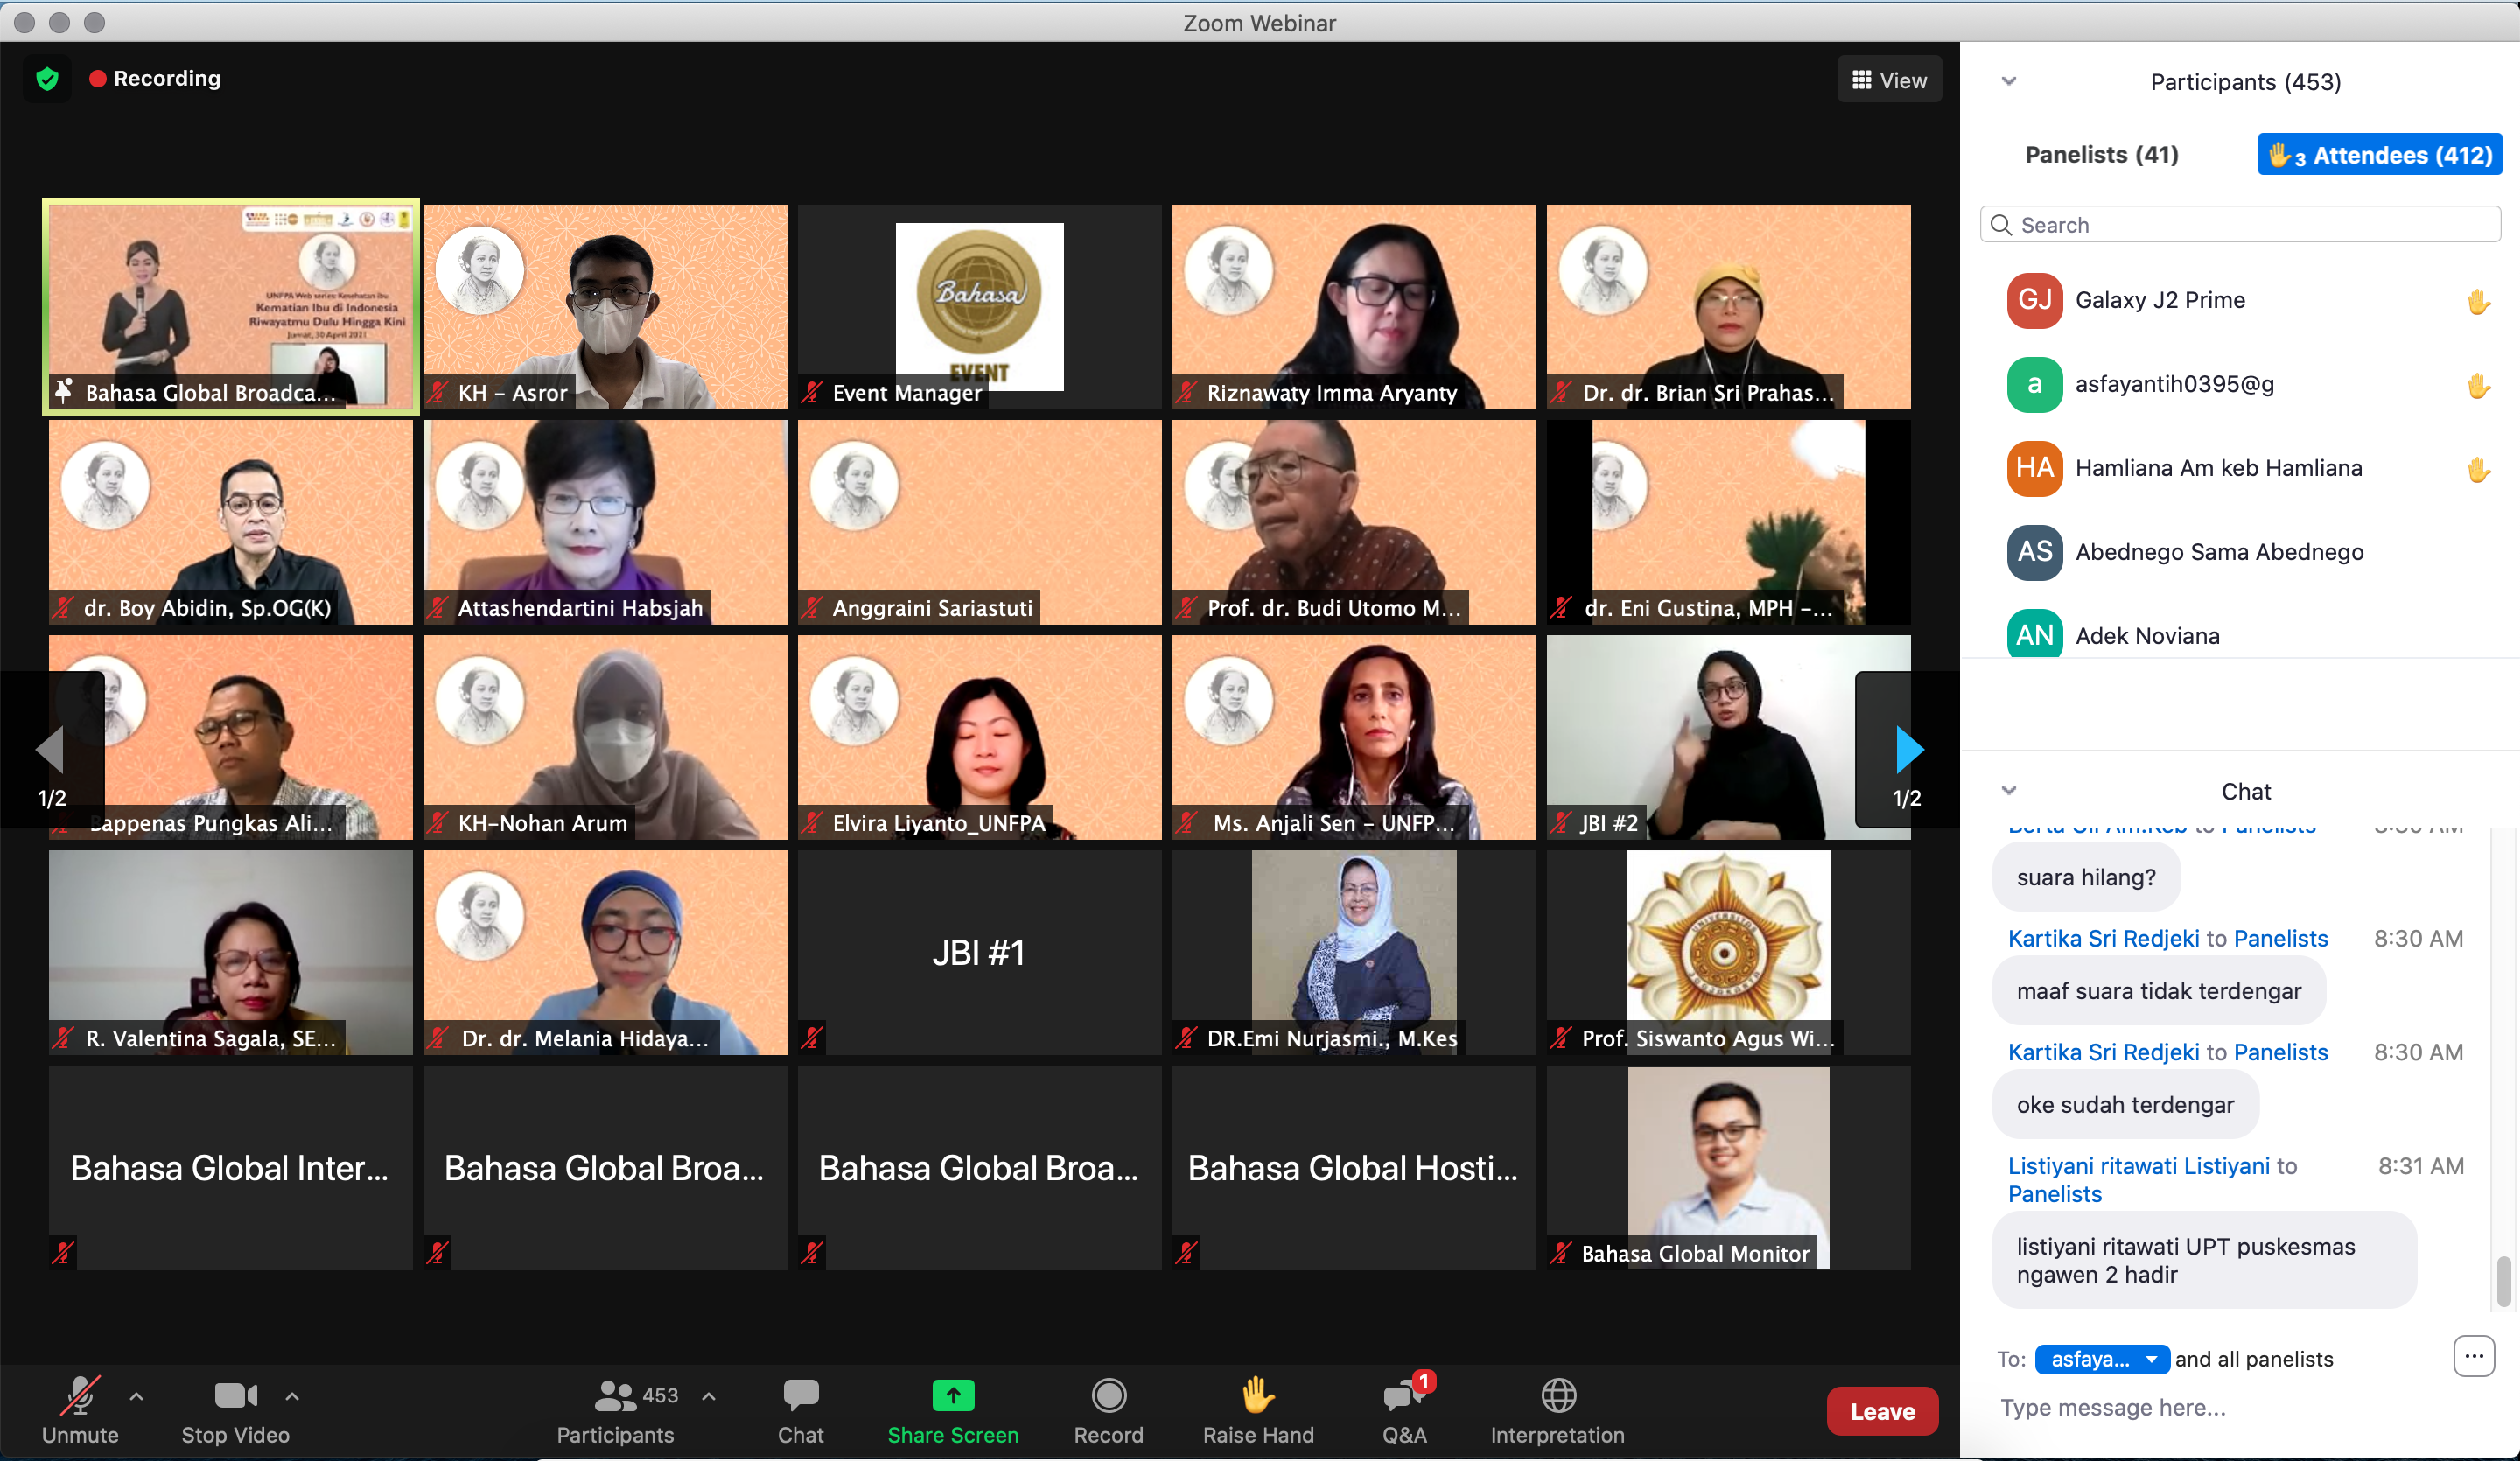 Zoom Webinar
Recording
View
UNFPA Web series: Kesehatan Ibu
Kematian Ibu di Indonesia
Riwayatmu Dulu Hingga Kini
Jumat, 30 April 2021
Bahasa Global Broadca...
KH - Asror
Bahasa
EVENT
Event Manager
Riznawaty Imma Aryanty
Dr. dr. Brian Sri Prahas...
dr. Boy Abidin, Sp.OG(K)
Attashendartini Habsjah
Anggraini Sariastuti
Prof. dr. Budi Utomo M...
dr. Eni Gustina, MPH -...
1/2
Bappenas Pungkas Ali...
KH-Nohan Arum
Elvira Liyanto_UNFPA
Ms. Anjali Sen - UNFP...
JBI #2
1/2
R. Valentina Sagala, SE...
Dr. dr. Melania Hidaya...
JBI #1
DR.Emi Nurjasmi., M.Kes
Prof. Siswanto Agus Wi...
Bahasa Global Inter...
Bahasa Global Broa...
Bahasa Global Broa...
Bahasa Global Hosti...
Bahasa Global Monitor
Unmute
Stop Video
453
Participants
Chat
Share Screen
Record
Raise Hand
1
Q&A
Interpretation
Leave
Participants (453)
Panelists (41)
3 Attendees (412)
Search
GJ Galaxy J2 Prime
a asfayantih0395@g
HA Hamliana Am keb Hamliana
AS Abednego Sama Abednego
AN Adek Noviana
Chat
suara hilang?
Kartika Sri Redjeki to Panelists 8:30 AM
maaf suara tidak terdengar
Kartika Sri Redjeki to Panelists 8:30 AM
oke sudah terdengar
Listiyani ritawati Listiyani to 8:31 AM
Panelists
listiyani ritawati UPT puskesmas
ngawen 2 hadir
To: asfaya... and all panelists
Type message here...